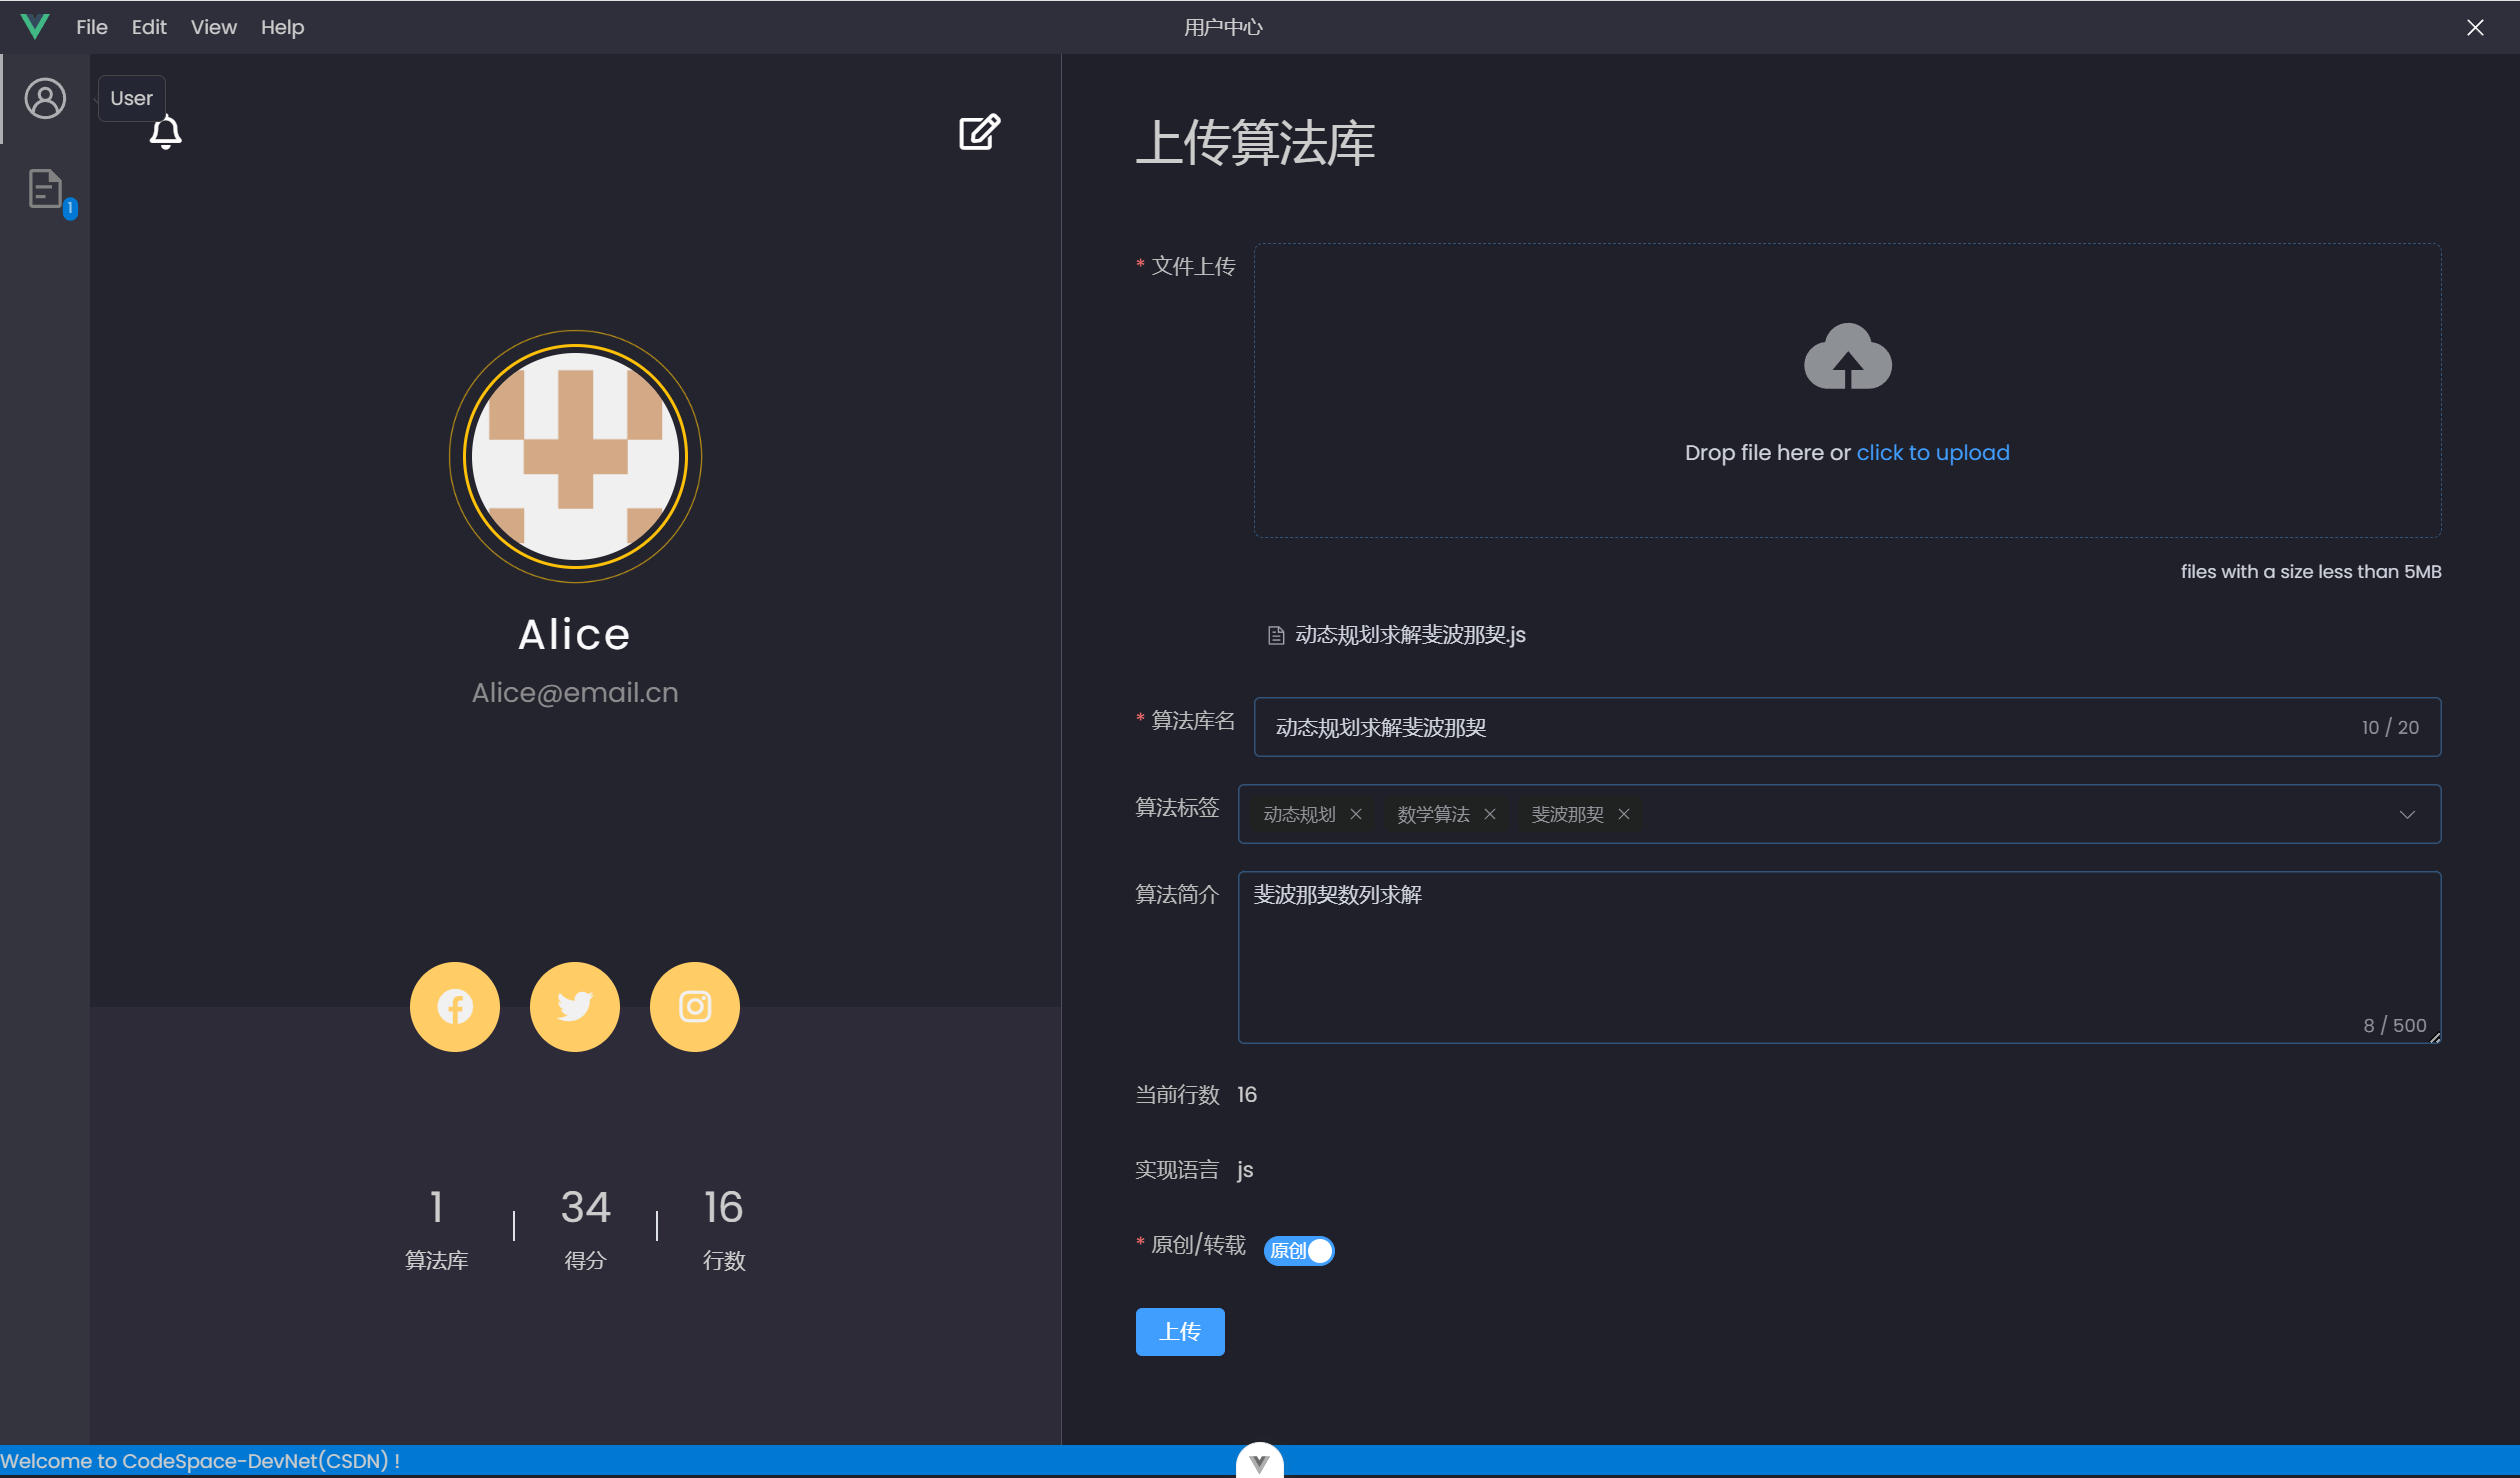 File Edit View Help 用户中心
User
1
Alice
Alice@email.cn
1 34 16
算法库 得分 行数
上传算法库
* 文件上传
Drop file here or click to upload
files with a size less than 5MB
动态规划求解斐波那契.js
* 算法库名 动态规划求解斐波那契 10 / 20
算法标签 动态规划 数学算法 斐波那契
算法简介 斐波那契数列求解
8 / 500
当前行数 16
实现语言 js
* 原创/转载 原创
上传
Welcome to CodeSpace-DevNet(CSDN) !